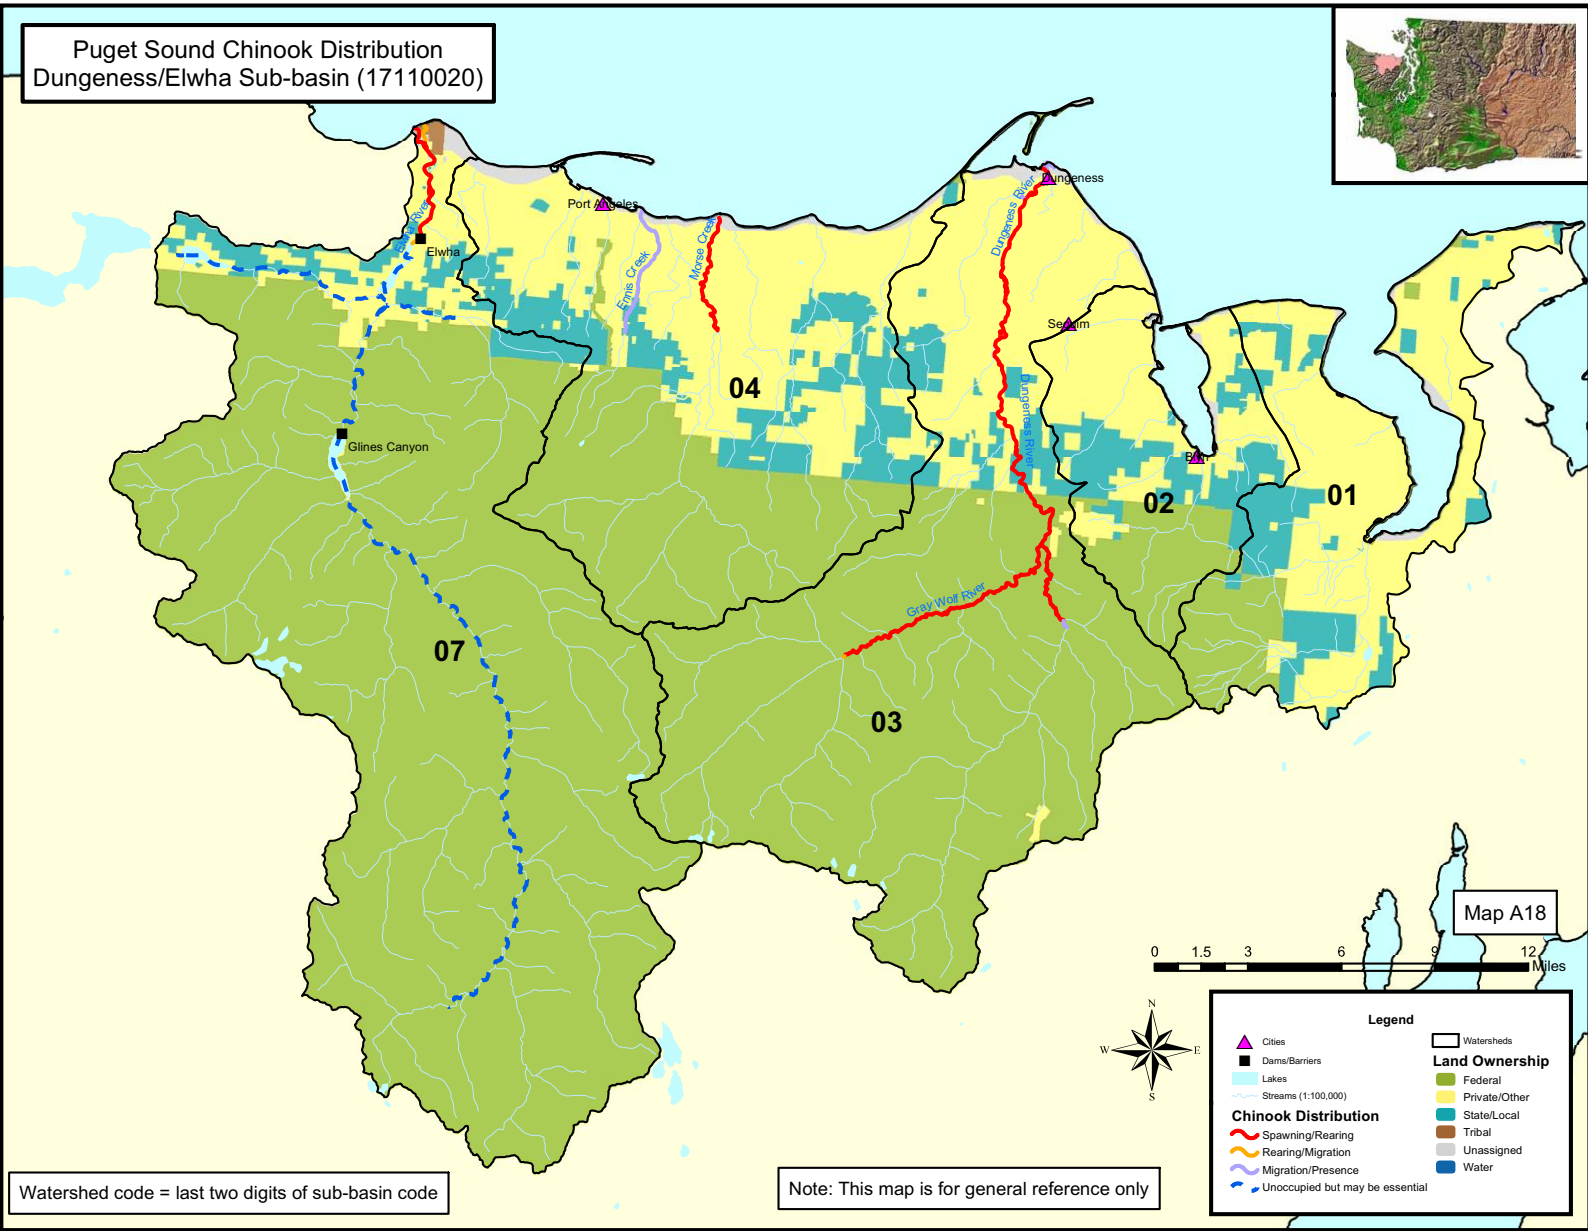 Puget Sound Chinook Distribution
Dungeness/Elwha Sub-basin (17110020)
Dungeness
Port Angeles
Elwha River
Elwha
Ennis Creek
Morse Creek
Dungeness River
Sequim
Dungeness River
04
Glines Canyon
Blyn
02
01
Gray Wolf River
07
03
Map A18
0 1.5 3 6 9 12
Miles
N
W E
S
Legend
Cities
Dams/Barriers
Lakes
Streams (1:100,000)
Chinook Distribution
Spawning/Rearing
Rearing/Migration
Migration/Presence
Unoccupied but may be essential
Watersheds
Land Ownership
Federal
Private/Other
State/Local
Tribal
Unassigned
Water
Watershed code = last two digits of sub-basin code
Note: This map is for general reference only